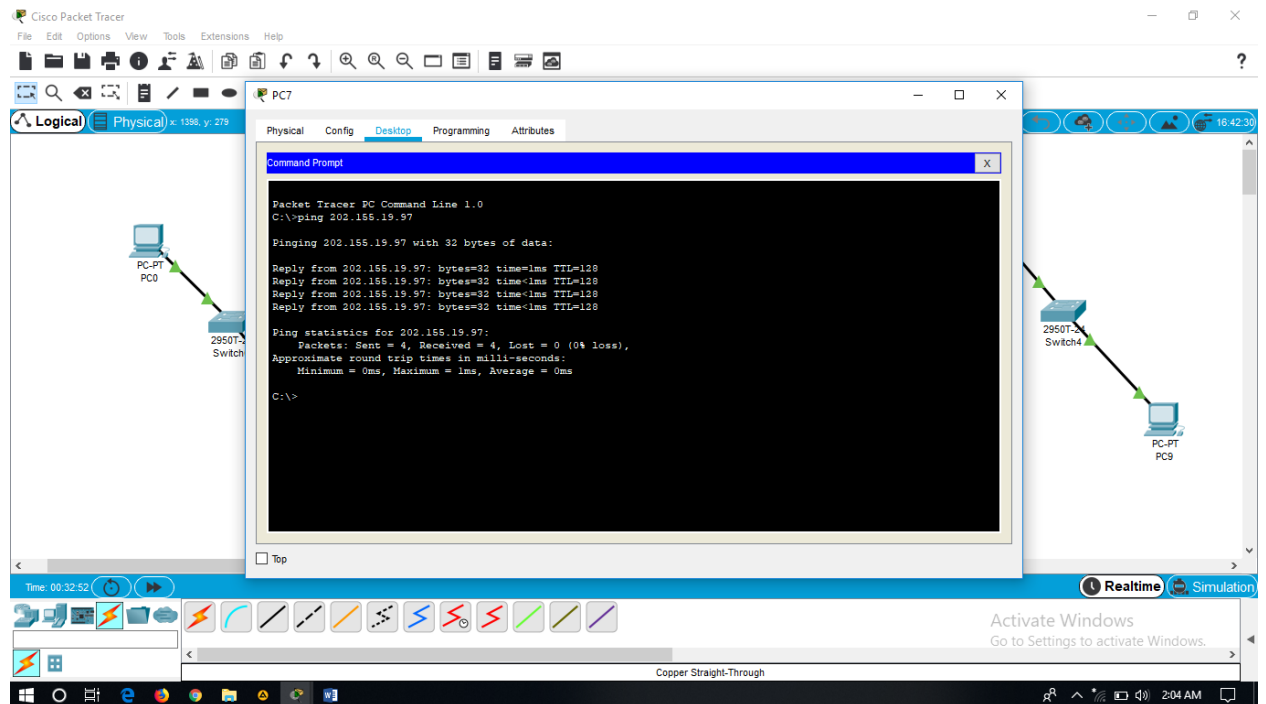 Cisco Packet Tracer
File Edit Options View Tools Extensions Help
?
PC7
Logical Physical x: 1398, y: 279
16:42:30
Physical Config Desktop Programming Attributes
Command Prompt
X
Packet Tracer PC Command Line 1.0
C:\>ping 202.155.19.97
Pinging 202.155.19.97 with 32 bytes of data:
Reply from 202.155.19.97: bytes=32 time=1ms TTL=128
Reply from 202.155.19.97: bytes=32 time<1ms TTL=128
Reply from 202.155.19.97: bytes=32 time<1ms TTL=128
Reply from 202.155.19.97: bytes=32 time<1ms TTL=128
Ping statistics for 202.155.19.97:
Packets: Sent = 4, Received = 4, Lost = 0 (0% loss),
Approximate round trip times in milli-seconds:
Minimum = 0ms, Maximum = 1ms, Average = 0ms
C:\>
PC-PT
PC0
2950T-2
Switch
2950T-24
Switch4
PC-PT
PC9
Top
Time: 00:32:52
Realtime Simulation
Activate Windows
Go to Settings to activate Windows.
Copper Straight-Through
2:04 AM